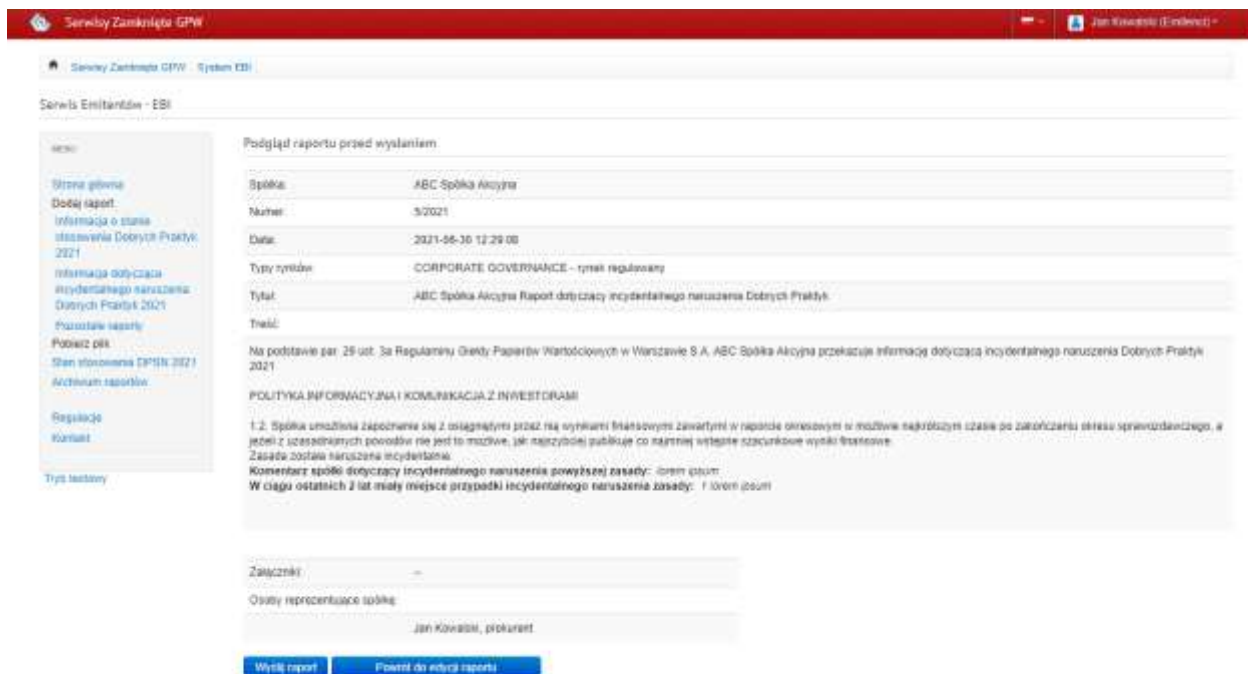 Serwisy Zamknięte GPW
Jan Kowalski (Emitenci)
Serwisy Zamknięte GPW System EBI
Serwis Emitentów - EBI
MENU
Strona główna
Dodaj raport
Informacja o stanie
stosowania Dobrych Praktyk
2021
Informacja dotycząca
incydentalnego naruszenia
Dobrych Praktyk 2021
Pozostałe raporty
Pobierz plik
Stan stosowania DPSN 2021
Archiwum raportów
Regulacje
Kontakt
Tryb testowy
Podgląd raportu przed wysłaniem
Spółka: ABC Spółka Akcyjna
Numer: 5/2021
Data: 2021-06-30 12:29:00
Typy rynków: CORPORATE GOVERNANCE - rynek regulowany
Tytuł: ABC Spółka Akcyjna Raport dotyczący incydentalnego naruszenia Dobrych Praktyk
Treść:
Na podstawie par. 29 ust. 3a Regulaminu Giełdy Papierów Wartościowych w Warszawie S.A. ABC Spółka Akcyjna przekazuje informację dotyczącą incydentalnego naruszenia Dobrych Praktyk
2021
POLITYKA INFORMACYJNA I KOMUNIKACJA Z INWESTORAMI
1.2. Spółka umożliwia zapoznanie się z osiągniętymi przez nią wynikami finansowymi zawartymi w raporcie okresowym w możliwie najkrótszym czasie po zakończeniu okresu sprawozdawczego, a
jeżeli z uzasadnionych powodów nie jest to możliwe, jak najszybciej publikuje co najmniej wstępne szacunkowe wyniki finansowe.
Zasada została naruszona incydentalnie.
Komentarz spółki dotyczący incydentalnego naruszenia powyższej zasady: lorem ipsum
W ciągu ostatnich 2 lat miały miejsce przypadki incydentalnego naruszenia zasady: 1 lorem ipsum
Załączniki: --
Osoby reprezentujące spółkę:
Jan Kowalski, prokurent
Wyślij raport Powrót do edycji raportu